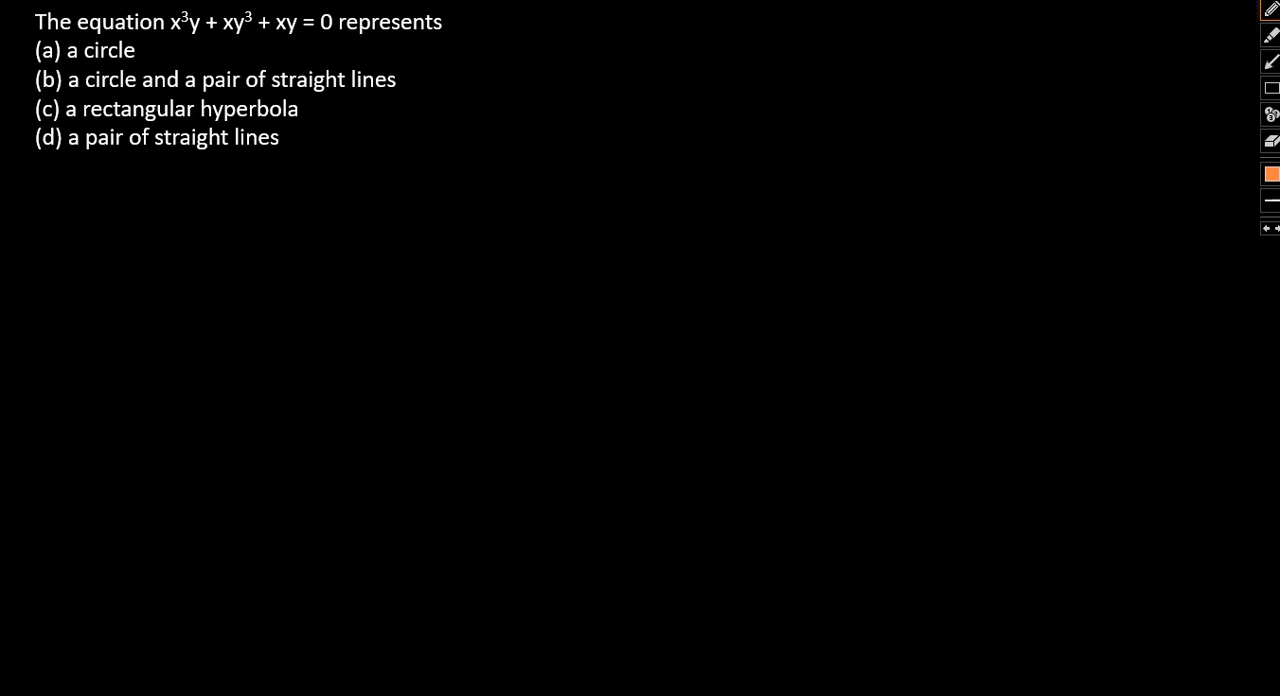 The equation x³y + xy³ + xy = 0 represents
(a) a circle
(b) a circle and a pair of straight lines
(c) a rectangular hyperbola
(d) a pair of straight lines